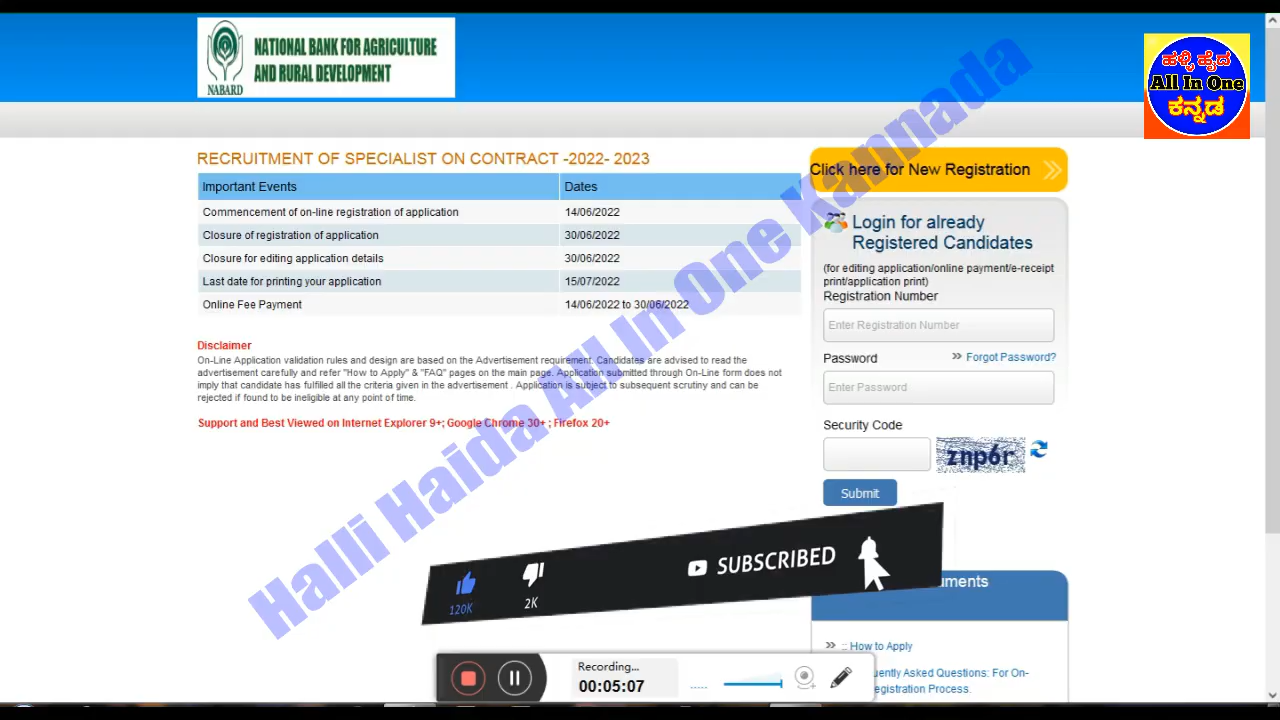 NATIONAL BANK FOR AGRICULTURE
AND RURAL DEVELOPMENT
NABARD
ಹಳ್ಳಿ ಹೈದ
All In One
ಕನ್ನಡ
RECRUITMENT OF SPECIALIST ON CONTRACT -2022- 2023
Important Events Dates
Commencement of on-line registration of application 14/06/2022
Closure of registration of application 30/06/2022
Closure for editing application details 30/06/2022
Last date for printing your application 15/07/2022
Online Fee Payment 14/06/2022 to 30/06/2022
Disclaimer
On-Line Application validation rules and design are based on the Advertisement requirement. Candidates are advised to read the
advertisement carefully and refer "How to Apply" & "FAQ" pages on the main page. Application submitted through On-Line form does not
imply that candidate has fulfilled all the criteria given in the advertisement . Application is subject to subsequent scrutiny and can be
rejected if found to be ineligible at any point of time.
Support and Best Viewed on Internet Explorer 9+; Google Chrome 30+ ; Firefox 20+
Click here for New Registration
Login for already
Registered Candidates
(for editing application/online payment/e-receipt
print/application print)
Registration Number
Enter Registration Number
Password >> Forgot Password?
Enter Password
Security Code
znp6r
Submit
Halli Haida All In One Kannada
120K
2K
SUBSCRIBED
:: How to Apply
Asked Questions: For On-
Registration Process.
Recording...
00:05:07